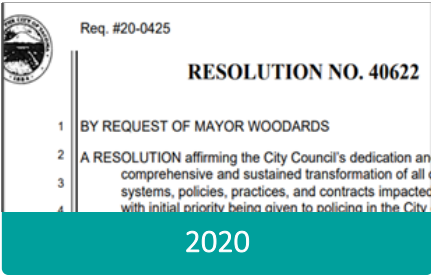 Req. #20-0425
RESOLUTION NO. 40622
1 BY REQUEST OF MAYOR WOODARDS
2 A RESOLUTION affirming the City Council's dedication an
comprehensive and sustained transformation of all
3 systems, policies, practices, and contracts impacted
4 with initial priority being given to policing in the City
2020